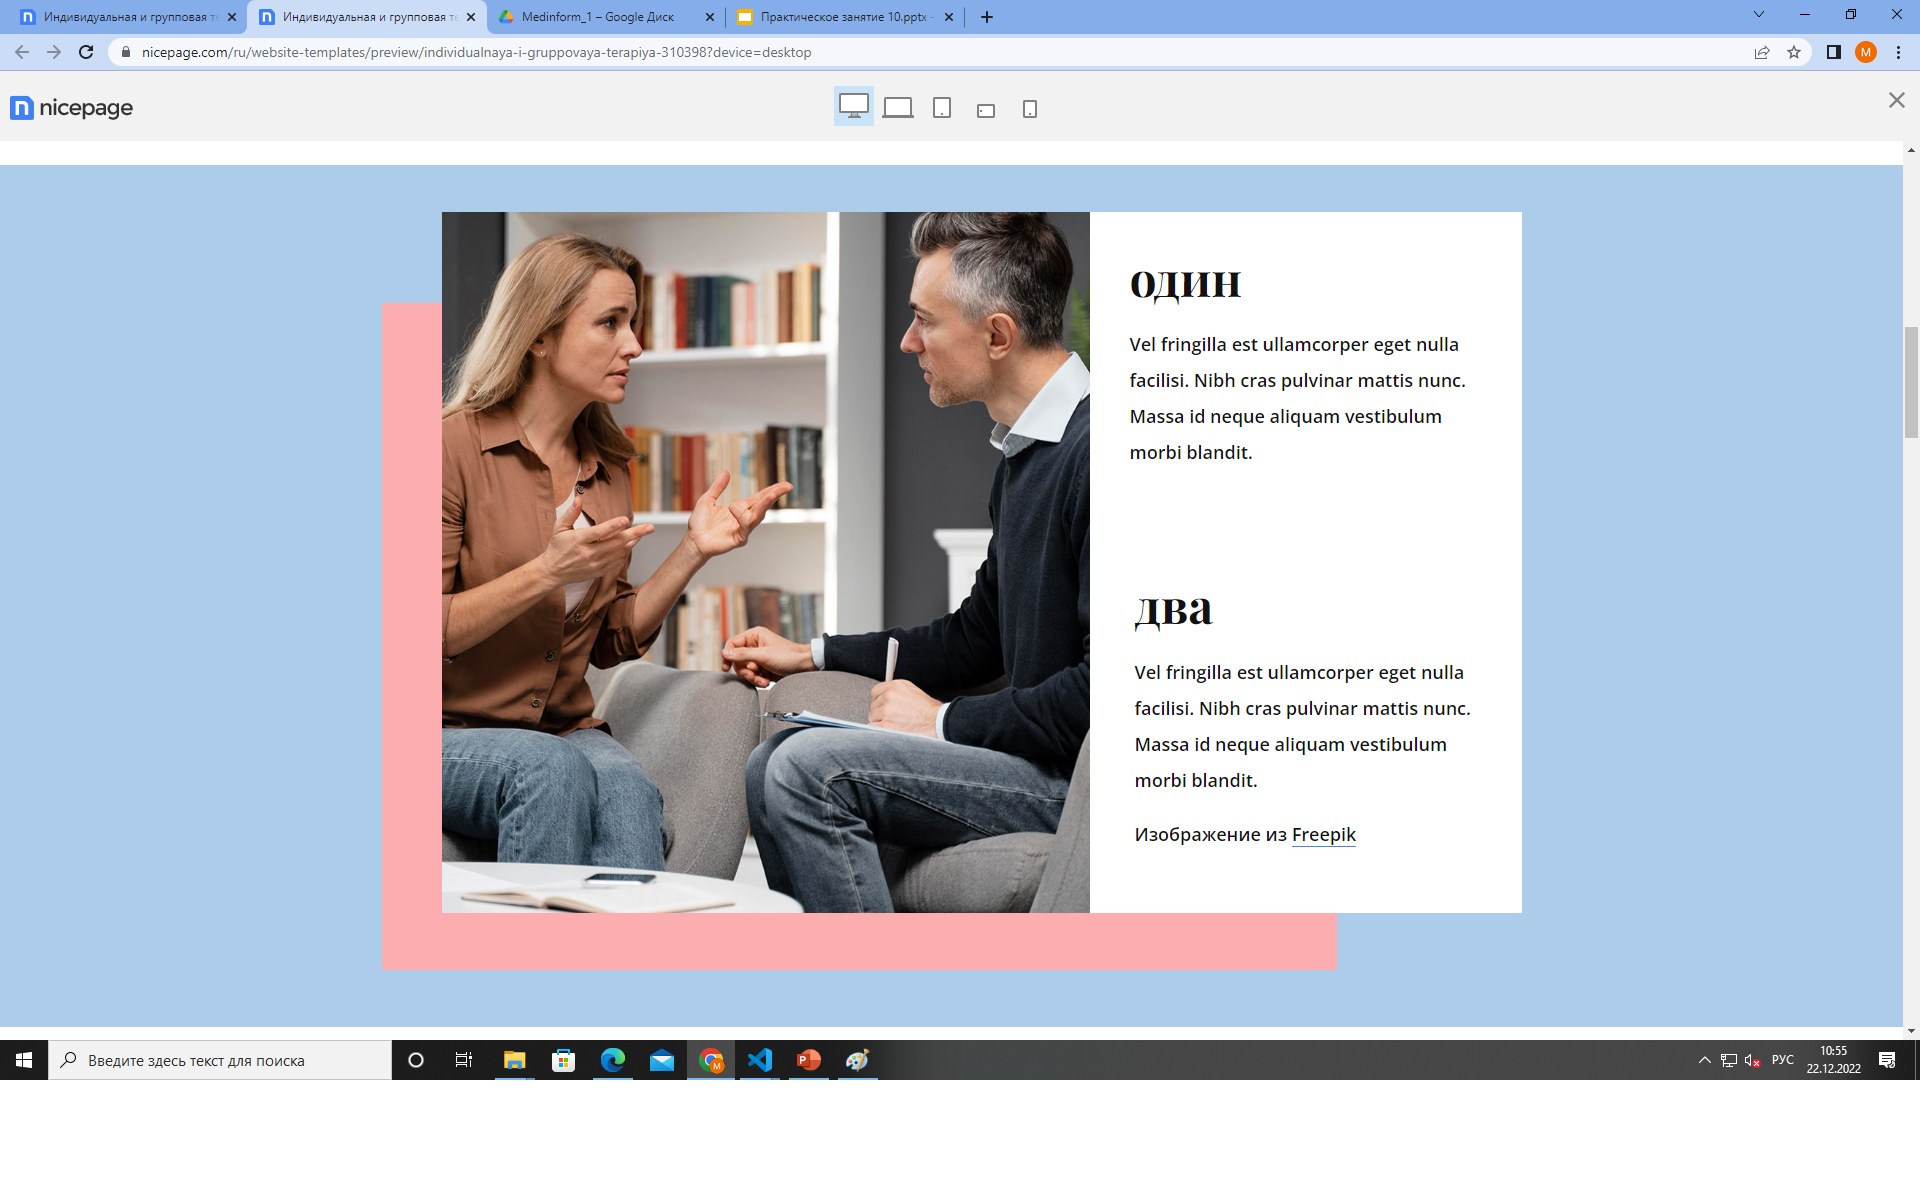 Индивидуальная и групповая те
Индивидуальная и групповая те
Medinform_1 – Google Диск
Практическое занятие 10.pptx -
nicepage.com/ru/website-templates/preview/individualnaya-i-gruppovaya-terapiya-310398?device=desktop
M
nicepage
один
Vel fringilla est ullamcorper eget nulla
facilisi. Nibh cras pulvinar mattis nunc.
Massa id neque aliquam vestibulum
morbi blandit.
два
Vel fringilla est ullamcorper eget nulla
facilisi. Nibh cras pulvinar mattis nunc.
Massa id neque aliquam vestibulum
morbi blandit.
Изображение из Freepik
Введите здесь текст для поиска
РУС
10:55
22.12.2022